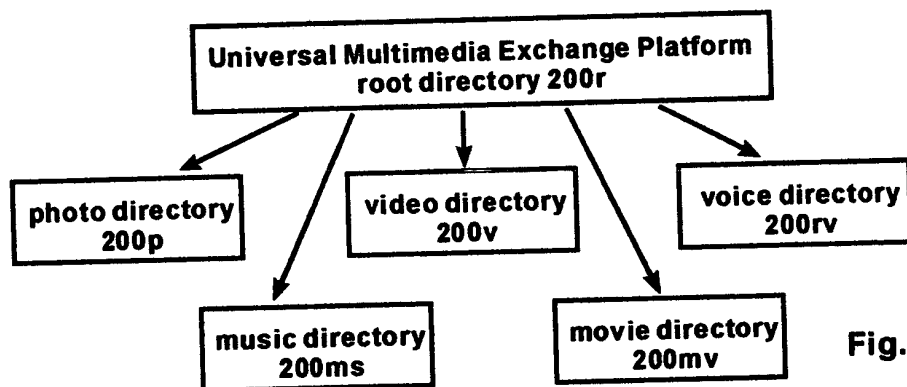 Universal Multimedia Exchange Platform
root directory 200r
photo directory
200p
video directory
200v
voice directory
200rv
music directory
200ms
movie directory
200mv
Fig.